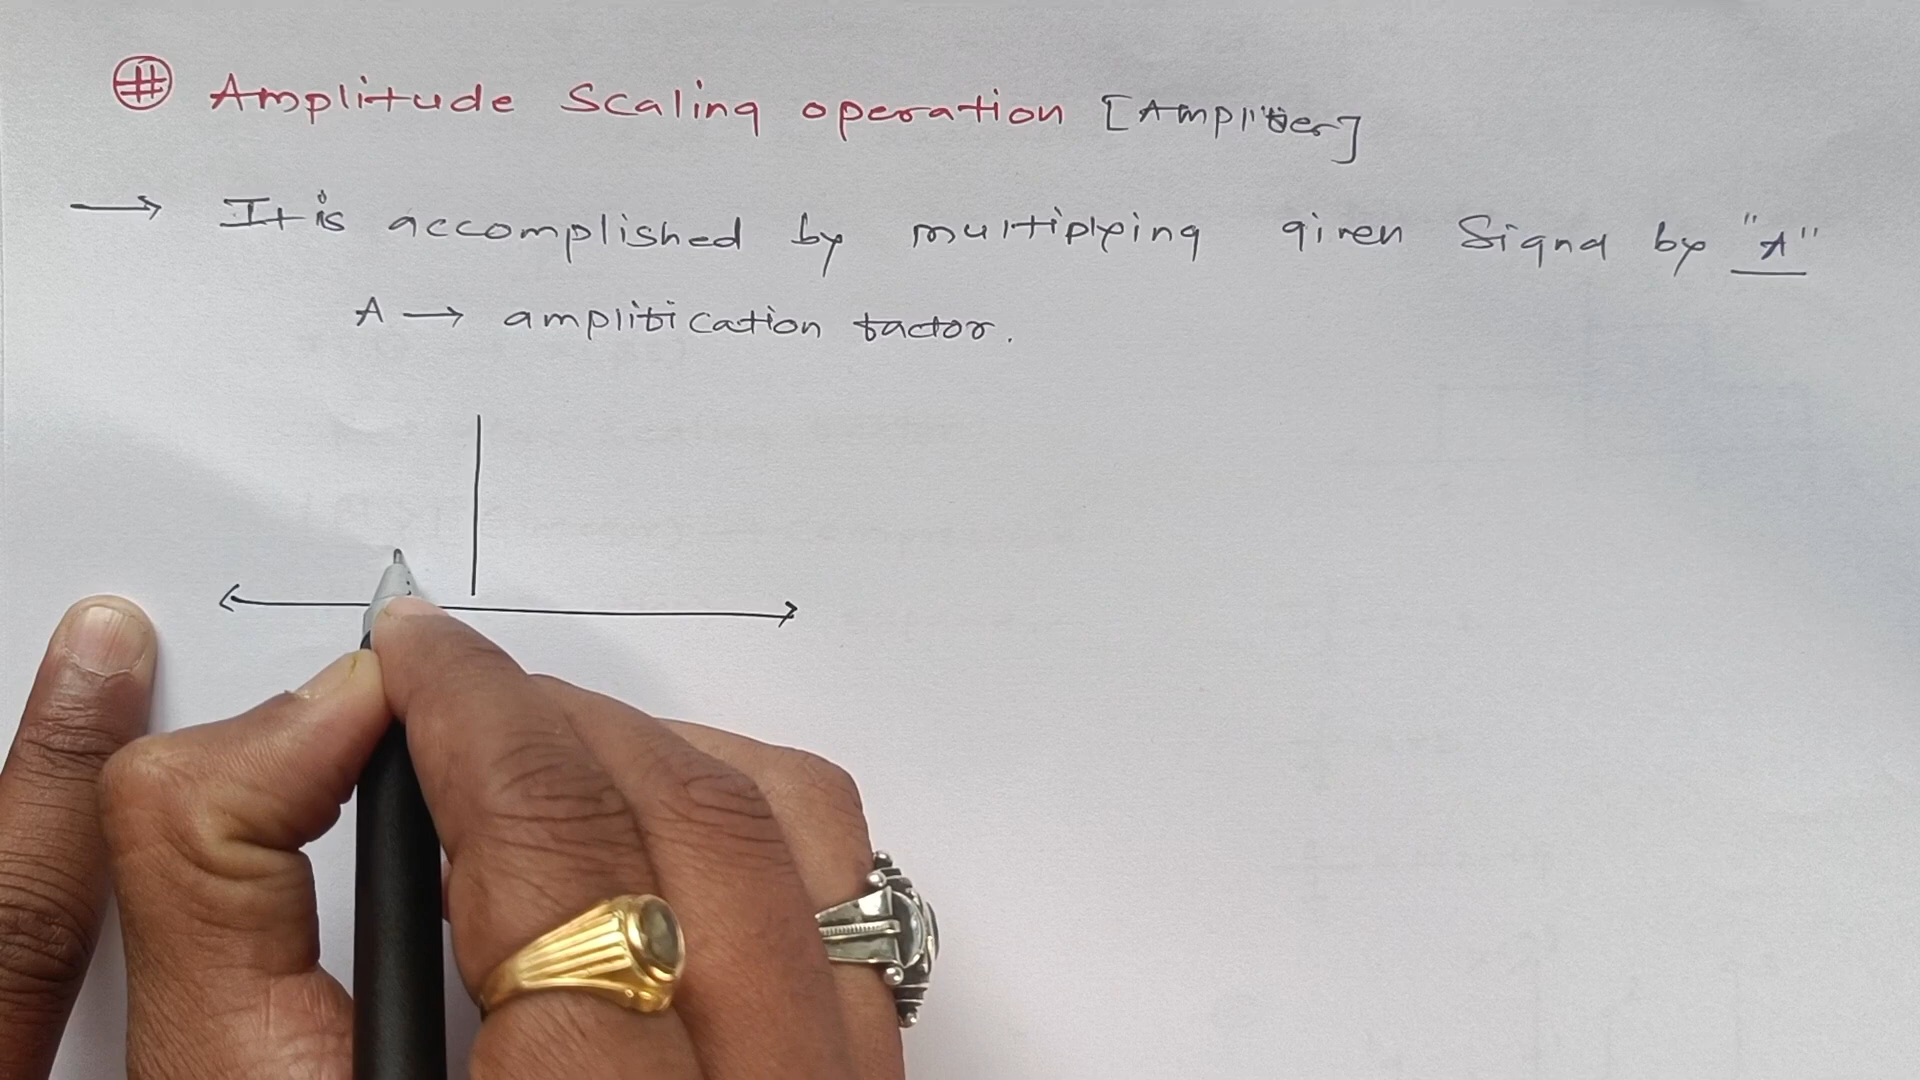 # Amplitude Scaling operation [Amplifier]
→ It is accomplished by multiplying given Signal by "A"
A → amplification factor.